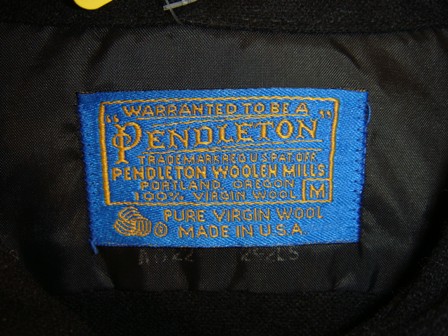 WARRANTED TO BE A
"PENDLETON"
TRADEMARK REG U.S. PAT. OFF.
PENDLETON WOOLEN MILLS
PORTLAND, OREGON
100% VIRGIN WOOL M
PURE VIRGIN WOOL
MADE IN U.S.A.